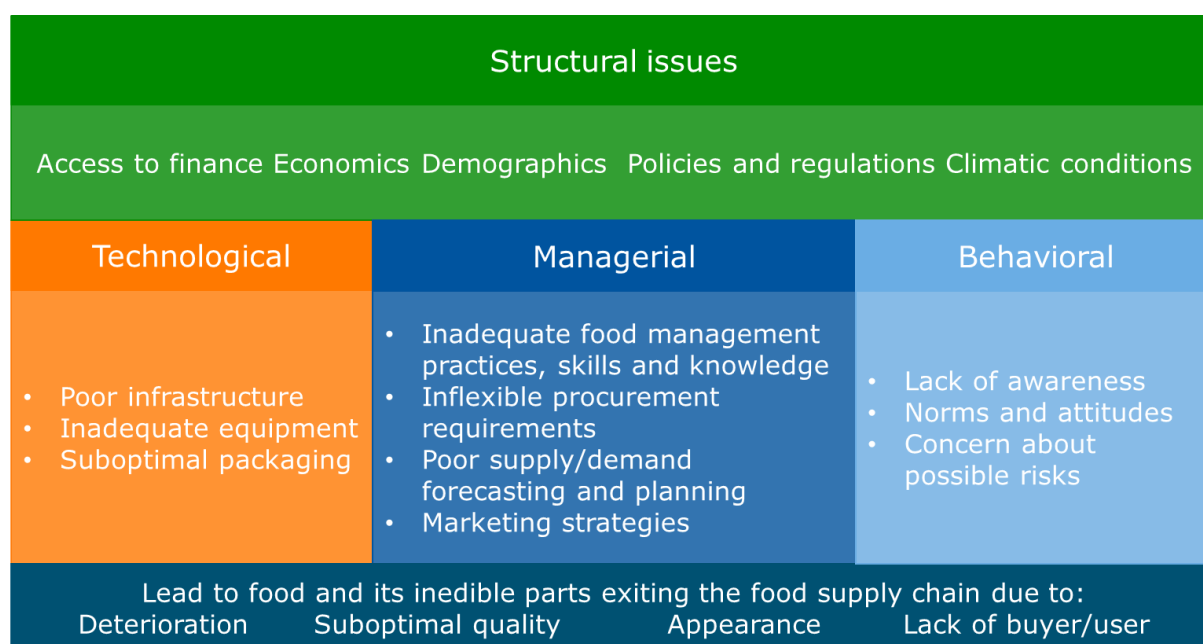 Structural issues
Access to finance Economics Demographics Policies and regulations Climatic conditions
Technological
• Poor infrastructure
• Inadequate equipment
• Suboptimal packaging
Managerial
• Inadequate food management
practices, skills and knowledge
• Inflexible procurement
requirements
• Poor supply/demand
forecasting and planning
• Marketing strategies
Behavioral
• Lack of awareness
• Norms and attitudes
• Concern about
possible risks
Lead to food and its inedible parts exiting the food supply chain due to:
Deterioration Suboptimal quality Appearance Lack of buyer/user